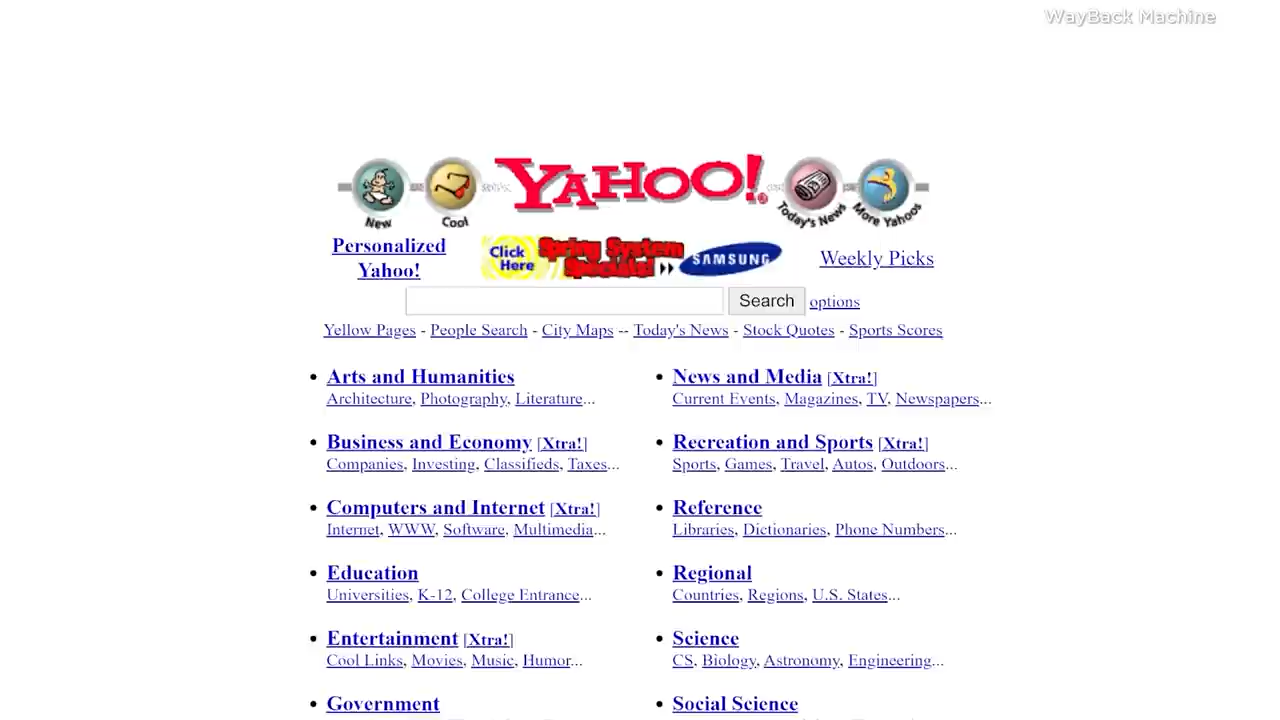 WayBack Machine
YAHOO!
New
Cool
Today's News
More Yahoos
Personalized
Yahoo!
Click
Here
Spring System
Specials!
SAMSUNG
Weekly Picks
Search
options
Yellow Pages - People Search - City Maps -- Today's News - Stock Quotes - Sports Scores
• Arts and Humanities
Architecture, Photography, Literature...
• News and Media [Xtra!]
Current Events, Magazines, TV, Newspapers...
• Business and Economy [Xtra!]
Companies, Investing, Classifieds, Taxes...
• Recreation and Sports [Xtra!]
Sports, Games, Travel, Autos, Outdoors...
• Computers and Internet [Xtra!]
Internet, WWW, Software, Multimedia...
• Reference
Libraries, Dictionaries, Phone Numbers...
• Education
Universities, K-12, College Entrance...
• Regional
Countries, Regions, U.S. States...
• Entertainment [Xtra!]
Cool Links, Movies, Music, Humor...
• Science
CS, Biology, Astronomy, Engineering...
• Government
• Social Science